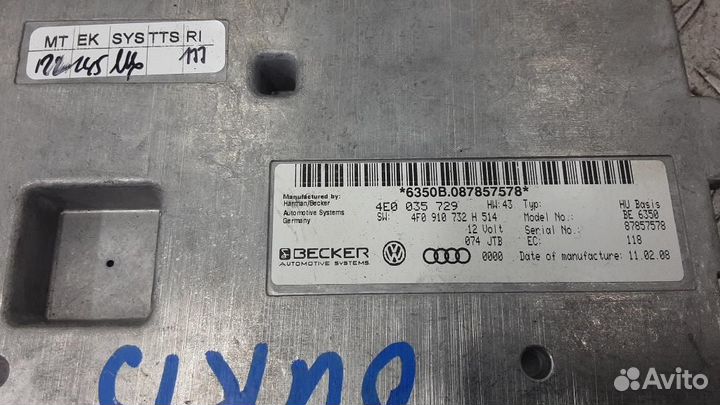 MT EK SYS TTS RI
*6350B.087857578*
Manufactured by:
Harman/Becker
Automotive Systems
Germany
4E0 035 729 HW: 43 Typ: HU Basis
SW: 4F0 910 732 H 514 Model No.: BE 6350
12 Volt Serial No.: 87857578
074 JTB EC: 118
0000 Date of manufacture: 11.02.08
BECKER
AUTOMOTIVE SYSTEMS
Avito